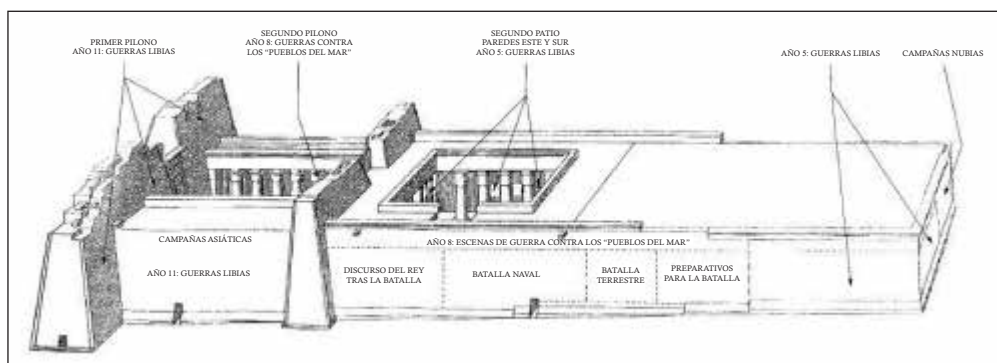 PRIMER PILONO
AÑO 11: GUERRAS LIBIAS
SEGUNDO PILONO
AÑO 8: GUERRAS CONTRA
LOS “PUEBLOS DEL MAR”
SEGUNDO PATIO
PAREDES ESTE Y SUR
AÑO 5: GUERRAS LIBIAS
AÑO 5: GUERRAS LIBIAS
CAMPAÑAS NUBIAS
CAMPAÑAS ASIÁTICAS
AÑO 11: GUERRAS LIBIAS
AÑO 8: ESCENAS DE GUERRA CONTRA LOS “PUEBLOS DEL MAR”
DISCURSO DEL REY
TRAS LA BATALLA
BATALLA NAVAL
BATALLA
TERRESTRE
PREPARATIVOS
PARA LA BATALLA